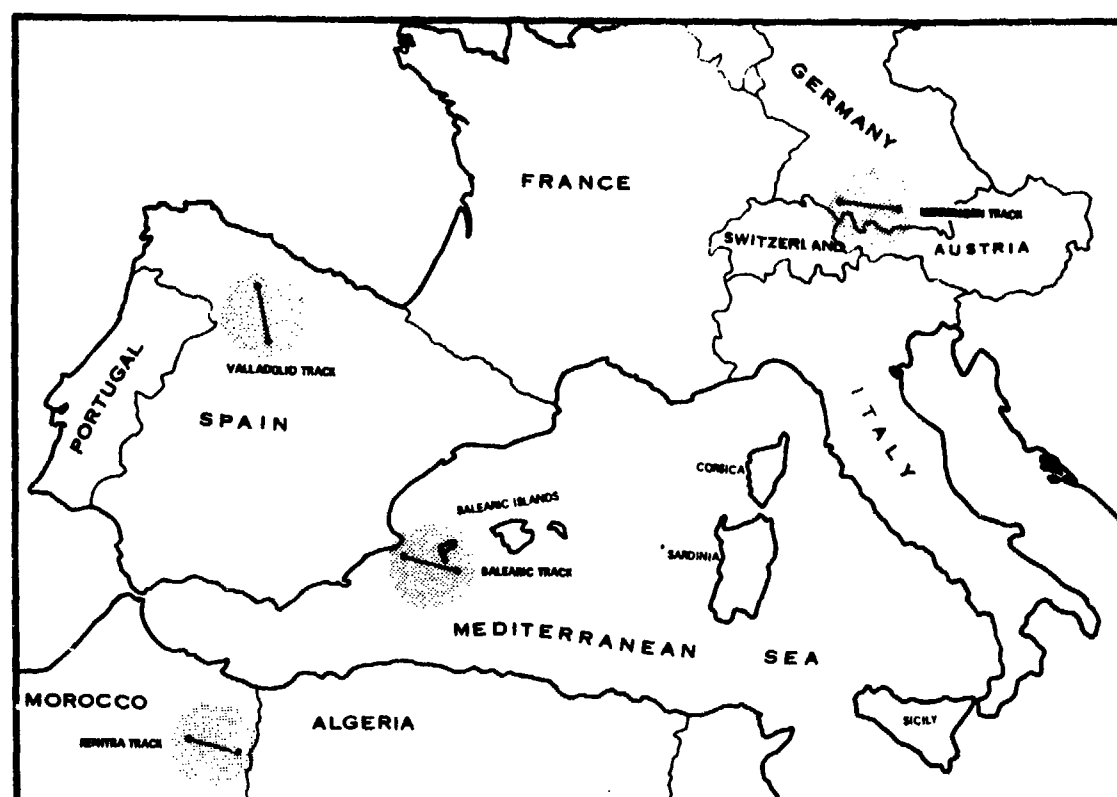 GERMANY
FRANCE
TRACK
SWITZERLAND
AUSTRIA
VALLADOLID TRACK
PORTUGAL
SPAIN
ITALY
CORSICA
BALEARIC ISLANDS
SARDINIA
BALEARIC TRACK
MEDITERRANEAN SEA
MOROCCO
ALGERIA
SICILY
TRACK